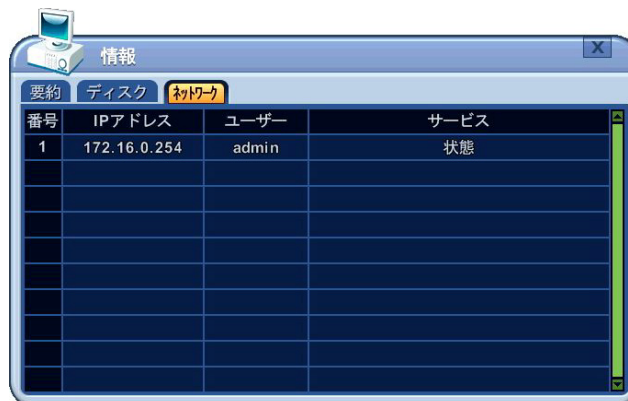 情報
X
要約 ディスク ネットワーク
番号 IPアドレス ユーザー サービス
1 172.16.0.254 admin 状態